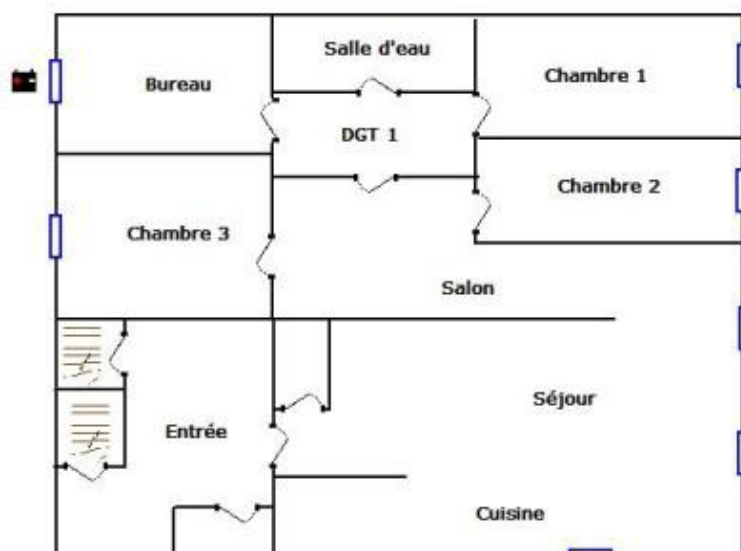 Salle d'eau
Bureau
Chambre 1
DGT 1
Chambre 2
Chambre 3
Salon
Séjour
Entrée
Cuisine